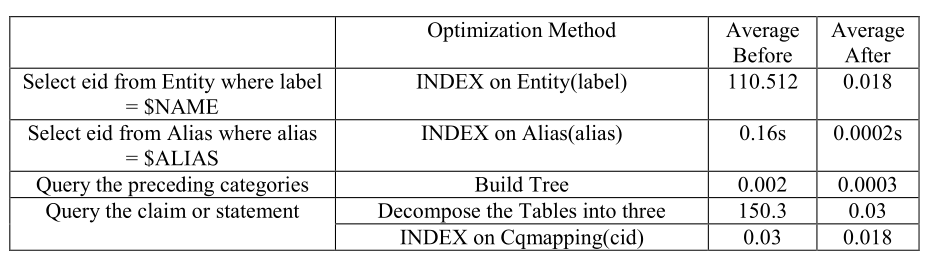 Optimization Method Average Average
Before After
Select eid from Entity where label INDEX on Entity(label) 110.512 0.018
= $NAME
Select eid from Alias where alias INDEX on Alias(alias) 0.16s 0.0002s
= $ALIAS
Query the preceding categories Build Tree 0.002 0.0003
Query the claim or statement Decompose the Tables into three 150.3 0.03
INDEX on Cqmapping(cid) 0.03 0.018